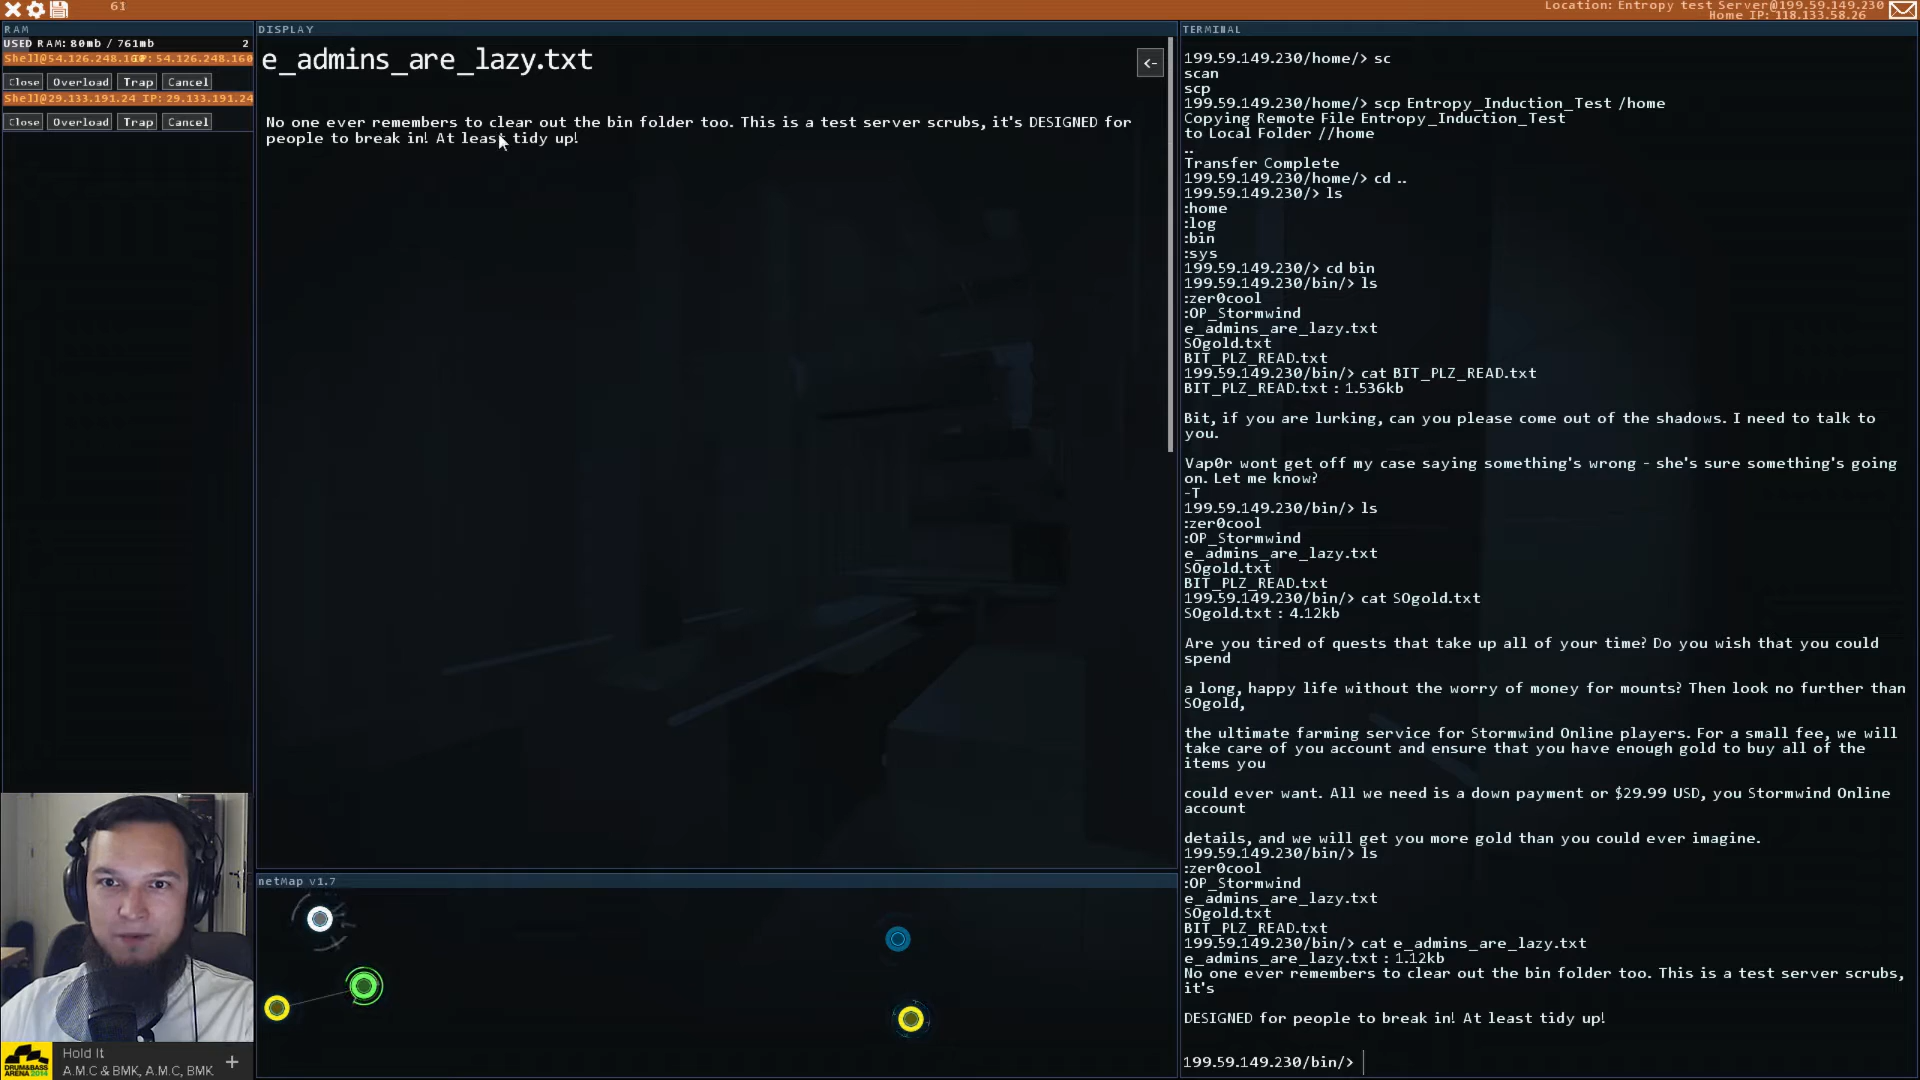 61
Location: Entropy test Server@199.59.149.230
Home IP: 118.133.58.26
RAM
USED RAM: 80mb / 761mb 2
Shell@54.126.248.160 IP: 54.126.248.160
Close Overload Trap Cancel
Shell@29.133.191.24 IP: 29.133.191.24
Close Overload Trap Cancel
DISPLAY
e_admins_are_lazy.txt
<-
No one ever remembers to clear out the bin folder too. This is a test server scrubs, it's DESIGNED for
people to break in! At least tidy up!
netMap v1.7
TERMINAL
199.59.149.230/home/> sc
scan
scp
199.59.149.230/home/> scp Entropy_Induction_Test /home
Copying Remote File Entropy_Induction_Test
to Local Folder //home
..
Transfer Complete
199.59.149.230/home/> cd ..
199.59.149.230/> ls
:home
:log
:bin
:sys
199.59.149.230/> cd bin
199.59.149.230/bin/> ls
:zer0cool
:OP_Stormwind
e_admins_are_lazy.txt
SOgold.txt
BIT_PLZ_READ.txt
199.59.149.230/bin/> cat BIT_PLZ_READ.txt
BIT_PLZ_READ.txt : 1.536kb
Bit, if you are lurking, can you please come out of the shadows. I need to talk to
you.
Vap0r wont get off my case saying something's wrong - she's sure something's going
on. Let me know?
-T
199.59.149.230/bin/> ls
:zer0cool
:OP_Stormwind
e_admins_are_lazy.txt
SOgold.txt
BIT_PLZ_READ.txt
199.59.149.230/bin/> cat SOgold.txt
SOgold.txt : 4.12kb
Are you tired of quests that take up all of your time? Do you wish that you could
spend
a long, happy life without the worry of money for mounts? Then look no further than
SOgold,
the ultimate farming service for Stormwind Online players. For a small fee, we will
take care of you account and ensure that you have enough gold to buy all of the
items you
could ever want. All we need is a down payment or $29.99 USD, you Stormwind Online
account
details, and we will get you more gold than you could ever imagine.
199.59.149.230/bin/> ls
:zer0cool
:OP_Stormwind
e_admins_are_lazy.txt
SOgold.txt
BIT_PLZ_READ.txt
199.59.149.230/bin/> cat e_admins_are_lazy.txt
e_admins_are_lazy.txt : 1.12kb
No one ever remembers to clear out the bin folder too. This is a test server scrubs,
it's
DESIGNED for people to break in! At least tidy up!
199.59.149.230/bin/>
DRUM&BASS
ARENA 2014
Hold It
A.M.C & BMK, A.M.C, BMK
+